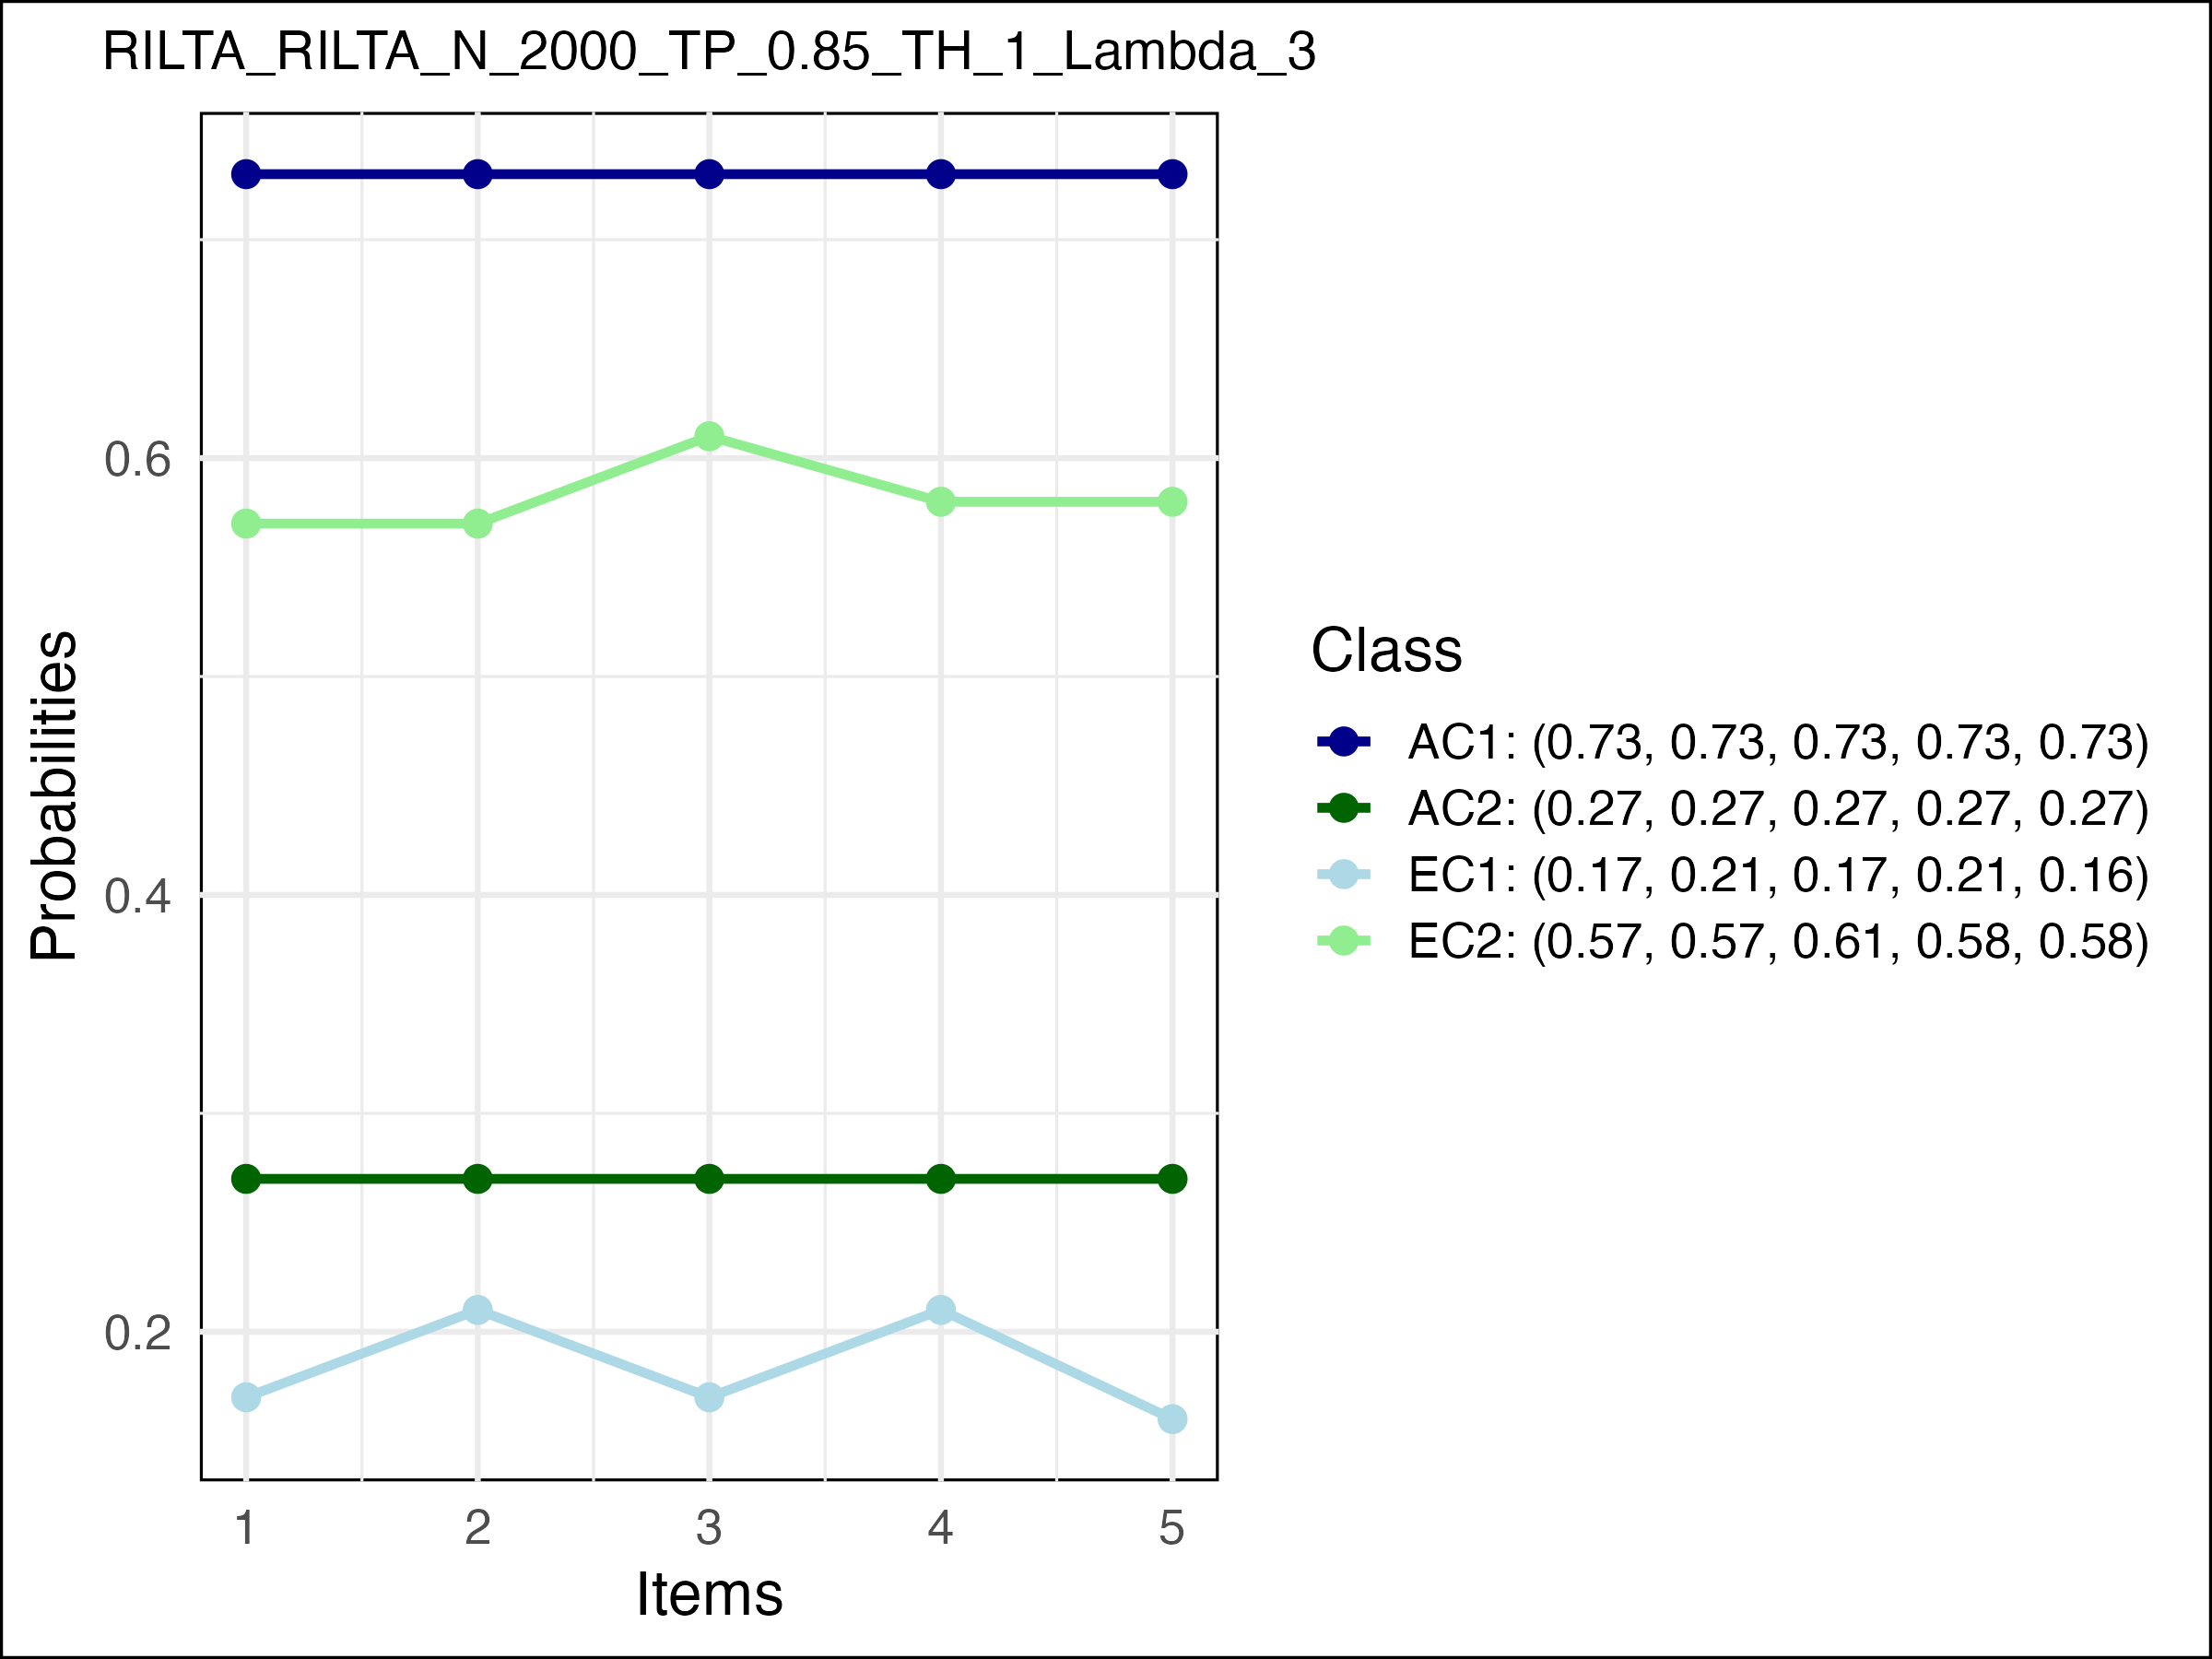 RILTA_RILTA_N_2000_TP_0.85_TH_1_Lambda_3
Probabilities
0.6
0.4
0.2
1 2 3 4 5
Items
Class
AC1: (0.73, 0.73, 0.73, 0.73, 0.73)
AC2: (0.27, 0.27, 0.27, 0.27, 0.27)
EC1: (0.17, 0.21, 0.17, 0.21, 0.16)
EC2: (0.57, 0.57, 0.61, 0.58, 0.58)